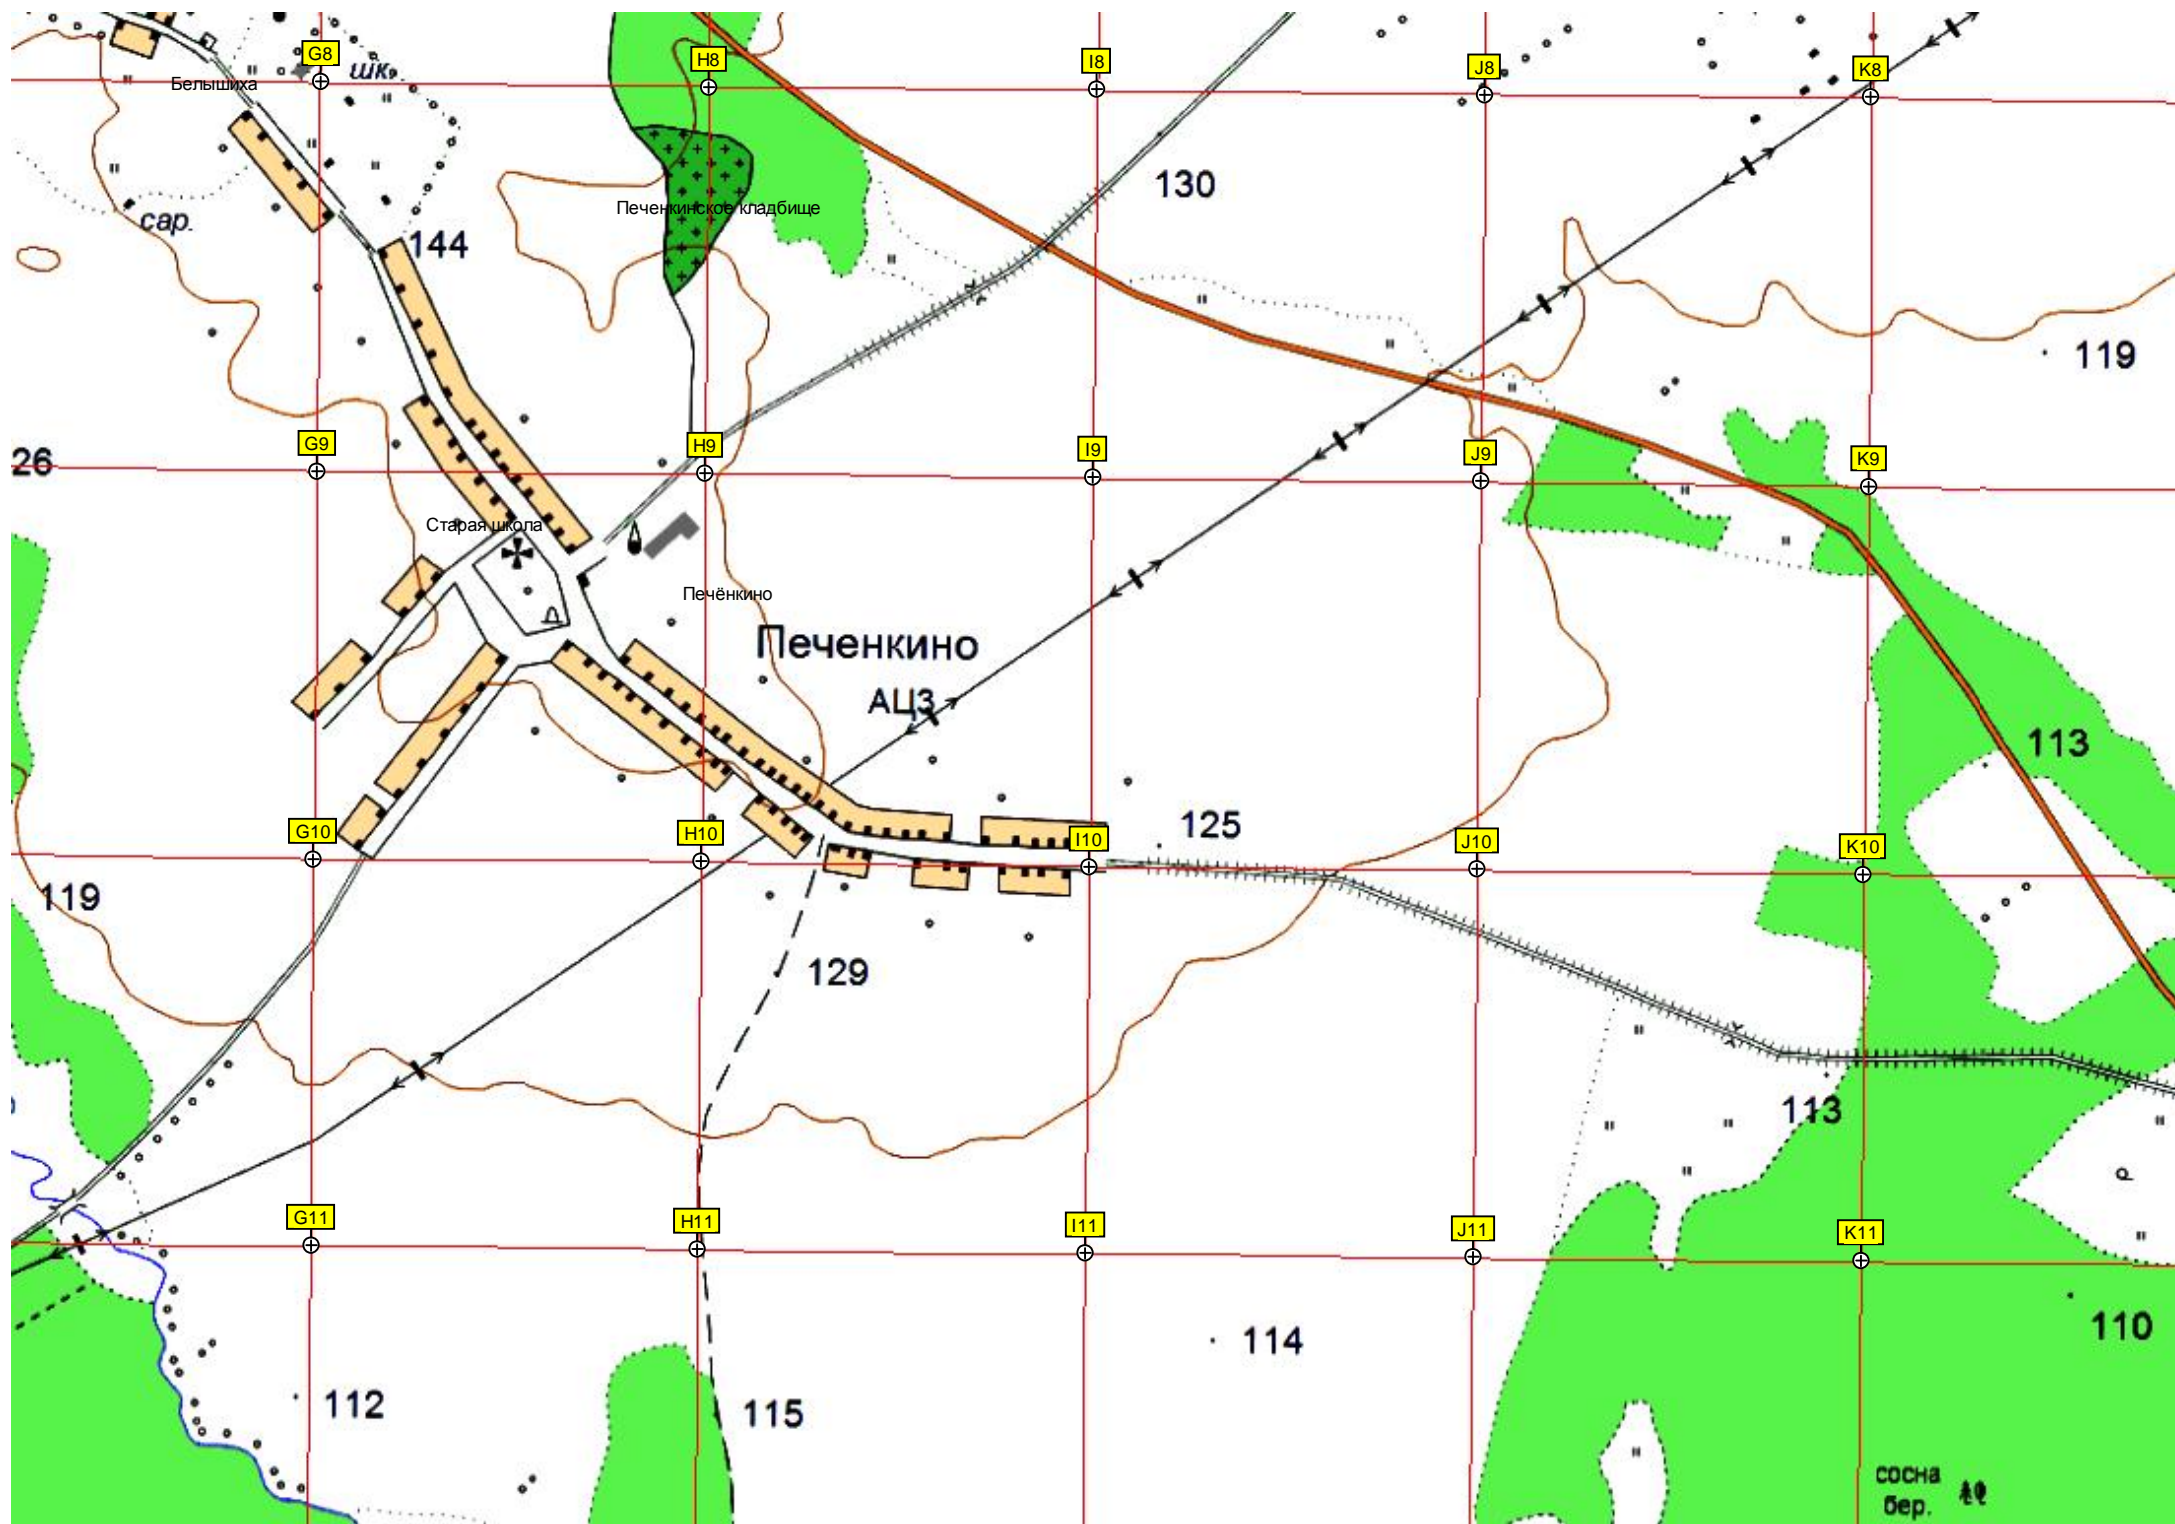 G8
H8
I8
J8
K8
шк.
Белышиха
130
Печенкинское кладбище
сар.
144
119
G9
H9
I9
J9
K9
26
Старая школа
Печёнкино
Печенкино
АЦЗ
113
125
G10
H10
I10
J10
K10
119
129
113
G11
H11
I11
J11
K11
110
114
112
115
сосна
бер.